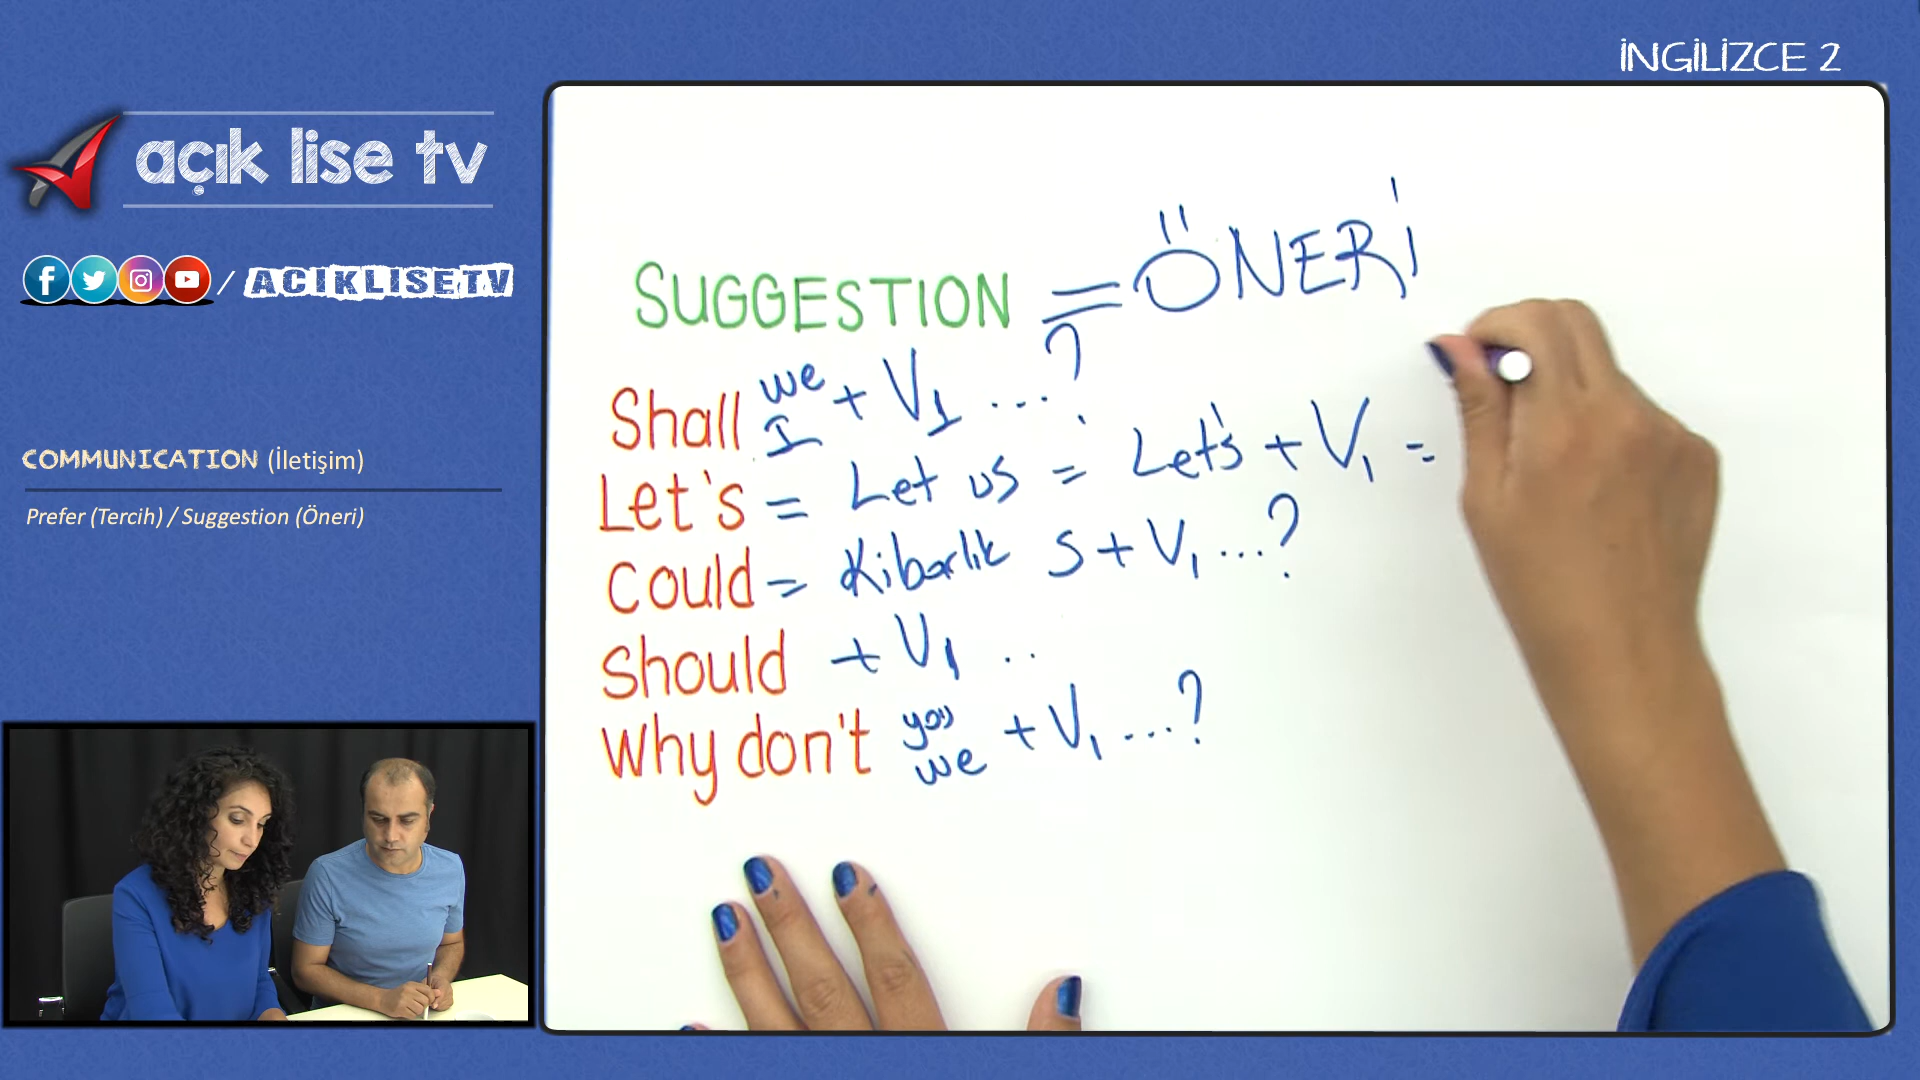 İNGİLİZCE 2
açık lise tv
/ ACIKLISETV
COMMUNICATION (İletişim)
Prefer (Tercih) / Suggestion (Öneri)
SUGGESTION = ÖNERİ
Shall we I + V1 ...?
Let's = Let us = Let's + V1 =
Could = Kibarlık S + V1 ...?
Should + V1 ..
Why don't you we + V1 ...?